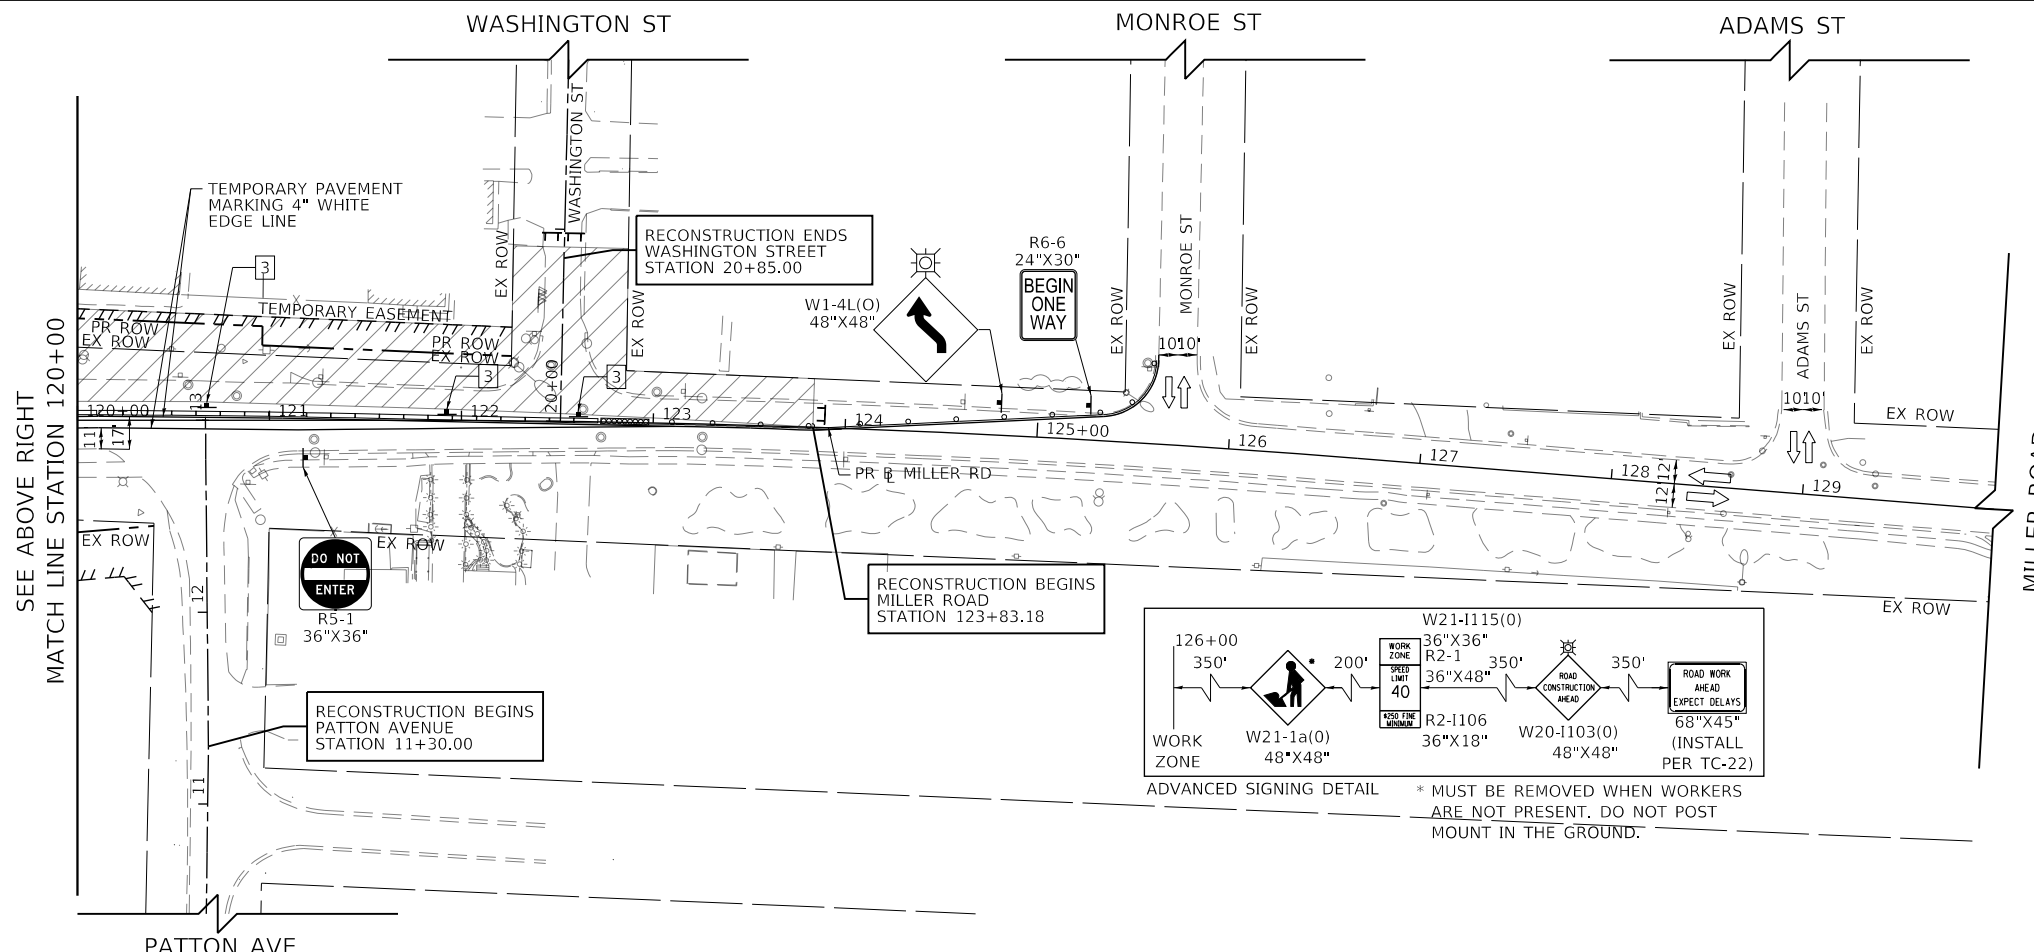 WASHINGTON ST
MONROE ST
ADAMS ST
SEE ABOVE RIGHT
MATCH LINE STATION 120+00
TEMPORARY PAVEMENT
MARKING 4" WHITE
EDGE LINE
3
WASHINGTON ST
EX ROW
EX ROW
RECONSTRUCTION ENDS
WASHINGTON STREET
STATION 20+85.00
W1-4L(O)
48"X48"
R6-6
24"X30"
BEGIN
ONE
WAY
MONROE ST
EX ROW
EX ROW
10'
10'
ADAMS ST
EX ROW
EX ROW
10'
10'
EX ROW
TEMPORARY EASEMENT
PR ROW
EX ROW
PR ROW
EX ROW
3
3
20+00
13
120+00
121
122
123
124
125+00
126
127
128
129
11'
17'
12'
12'
PR B MILLER RD
L
EX ROW
EX ROW
DO NOT
ENTER
R5-1
36"X36"
12
11
RECONSTRUCTION BEGINS
MILLER ROAD
STATION 123+83.18
RECONSTRUCTION BEGINS
PATTON AVENUE
STATION 11+30.00
EX ROW
MILLER ROAD
126+00
350'
WORK
ZONE
W21-1a(0)
48"X48"
*
200'
WORK
ZONE
SPEED
LIMIT
40
$250 FINE
MINIMUM
W21-I115(0)
36"X36"
R2-1
36"X48"
R2-I106
36"X18"
350'
ROAD
CONSTRUCTION
AHEAD
W20-I103(0)
48"X48"
350'
ROAD WORK
AHEAD
EXPECT DELAYS
68"X45"
(INSTALL
PER TC-22)
ADVANCED SIGNING DETAIL
* MUST BE REMOVED WHEN WORKERS
ARE NOT PRESENT. DO NOT POST
MOUNT IN THE GROUND.
PATTON AVE